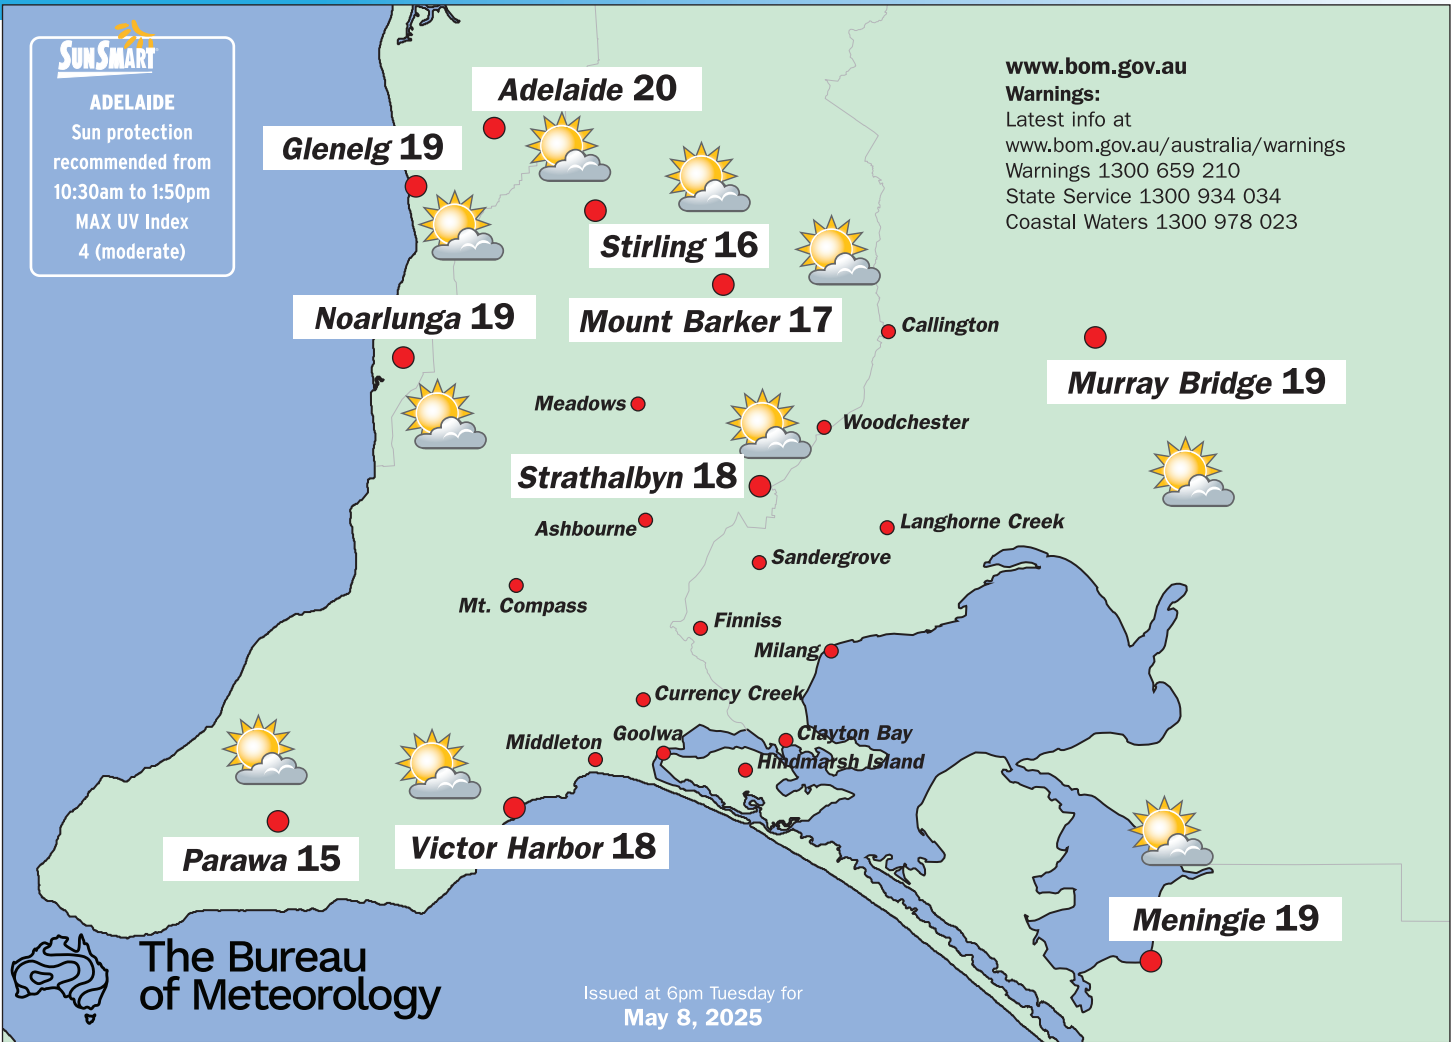 SUNSMART
ADELAIDE
Sun protection
recommended from
10:30am to 1:50pm
MAX UV Index
4 (moderate)
www.bom.gov.au
Warnings:
Latest info at
www.bom.gov.au/australia/warnings
Warnings 1300 659 210
State Service 1300 934 034
Coastal Waters 1300 978 023
Adelaide 20
Glenelg 19
Stirling 16
Noarlunga 19
Mount Barker 17
Callington
Murray Bridge 19
Meadows
Woodchester
Strathalbyn 18
Ashbourne
Langhorne Creek
Sandergrove
Mt. Compass
Finniss
Milang
Currency Creek
Middleton
Goolwa
Clayton Bay
Hindmarsh Island
Parawa 15
Victor Harbor 18
Meningie 19
The Bureau
of Meteorology
Issued at 6pm Tuesday for
May 8, 2025